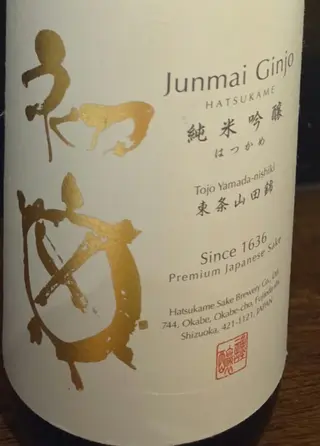 初亀
Junmai Ginjo
HATSUKAME
純米吟醸
はつかめ
Tojo Yamada-nishiki
東条山田錦
Since 1636
Premium Japanese Sake
Hatsukame Sake Brewery Co., Ltd.
744, Okabe, Okabe-cho, Fujieda-shi
Shizuoka, 421-1121, JAPAN